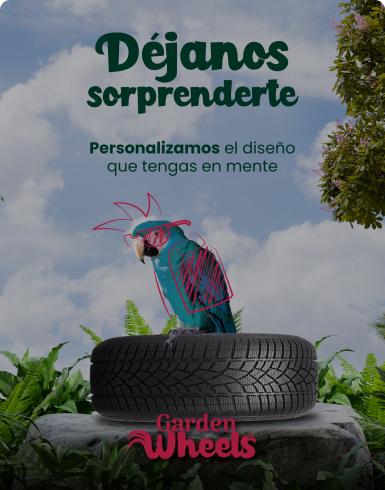 Déjanos
sorprenderte
Personalizamos el diseño
que tengas en mente
Garden
Wheels